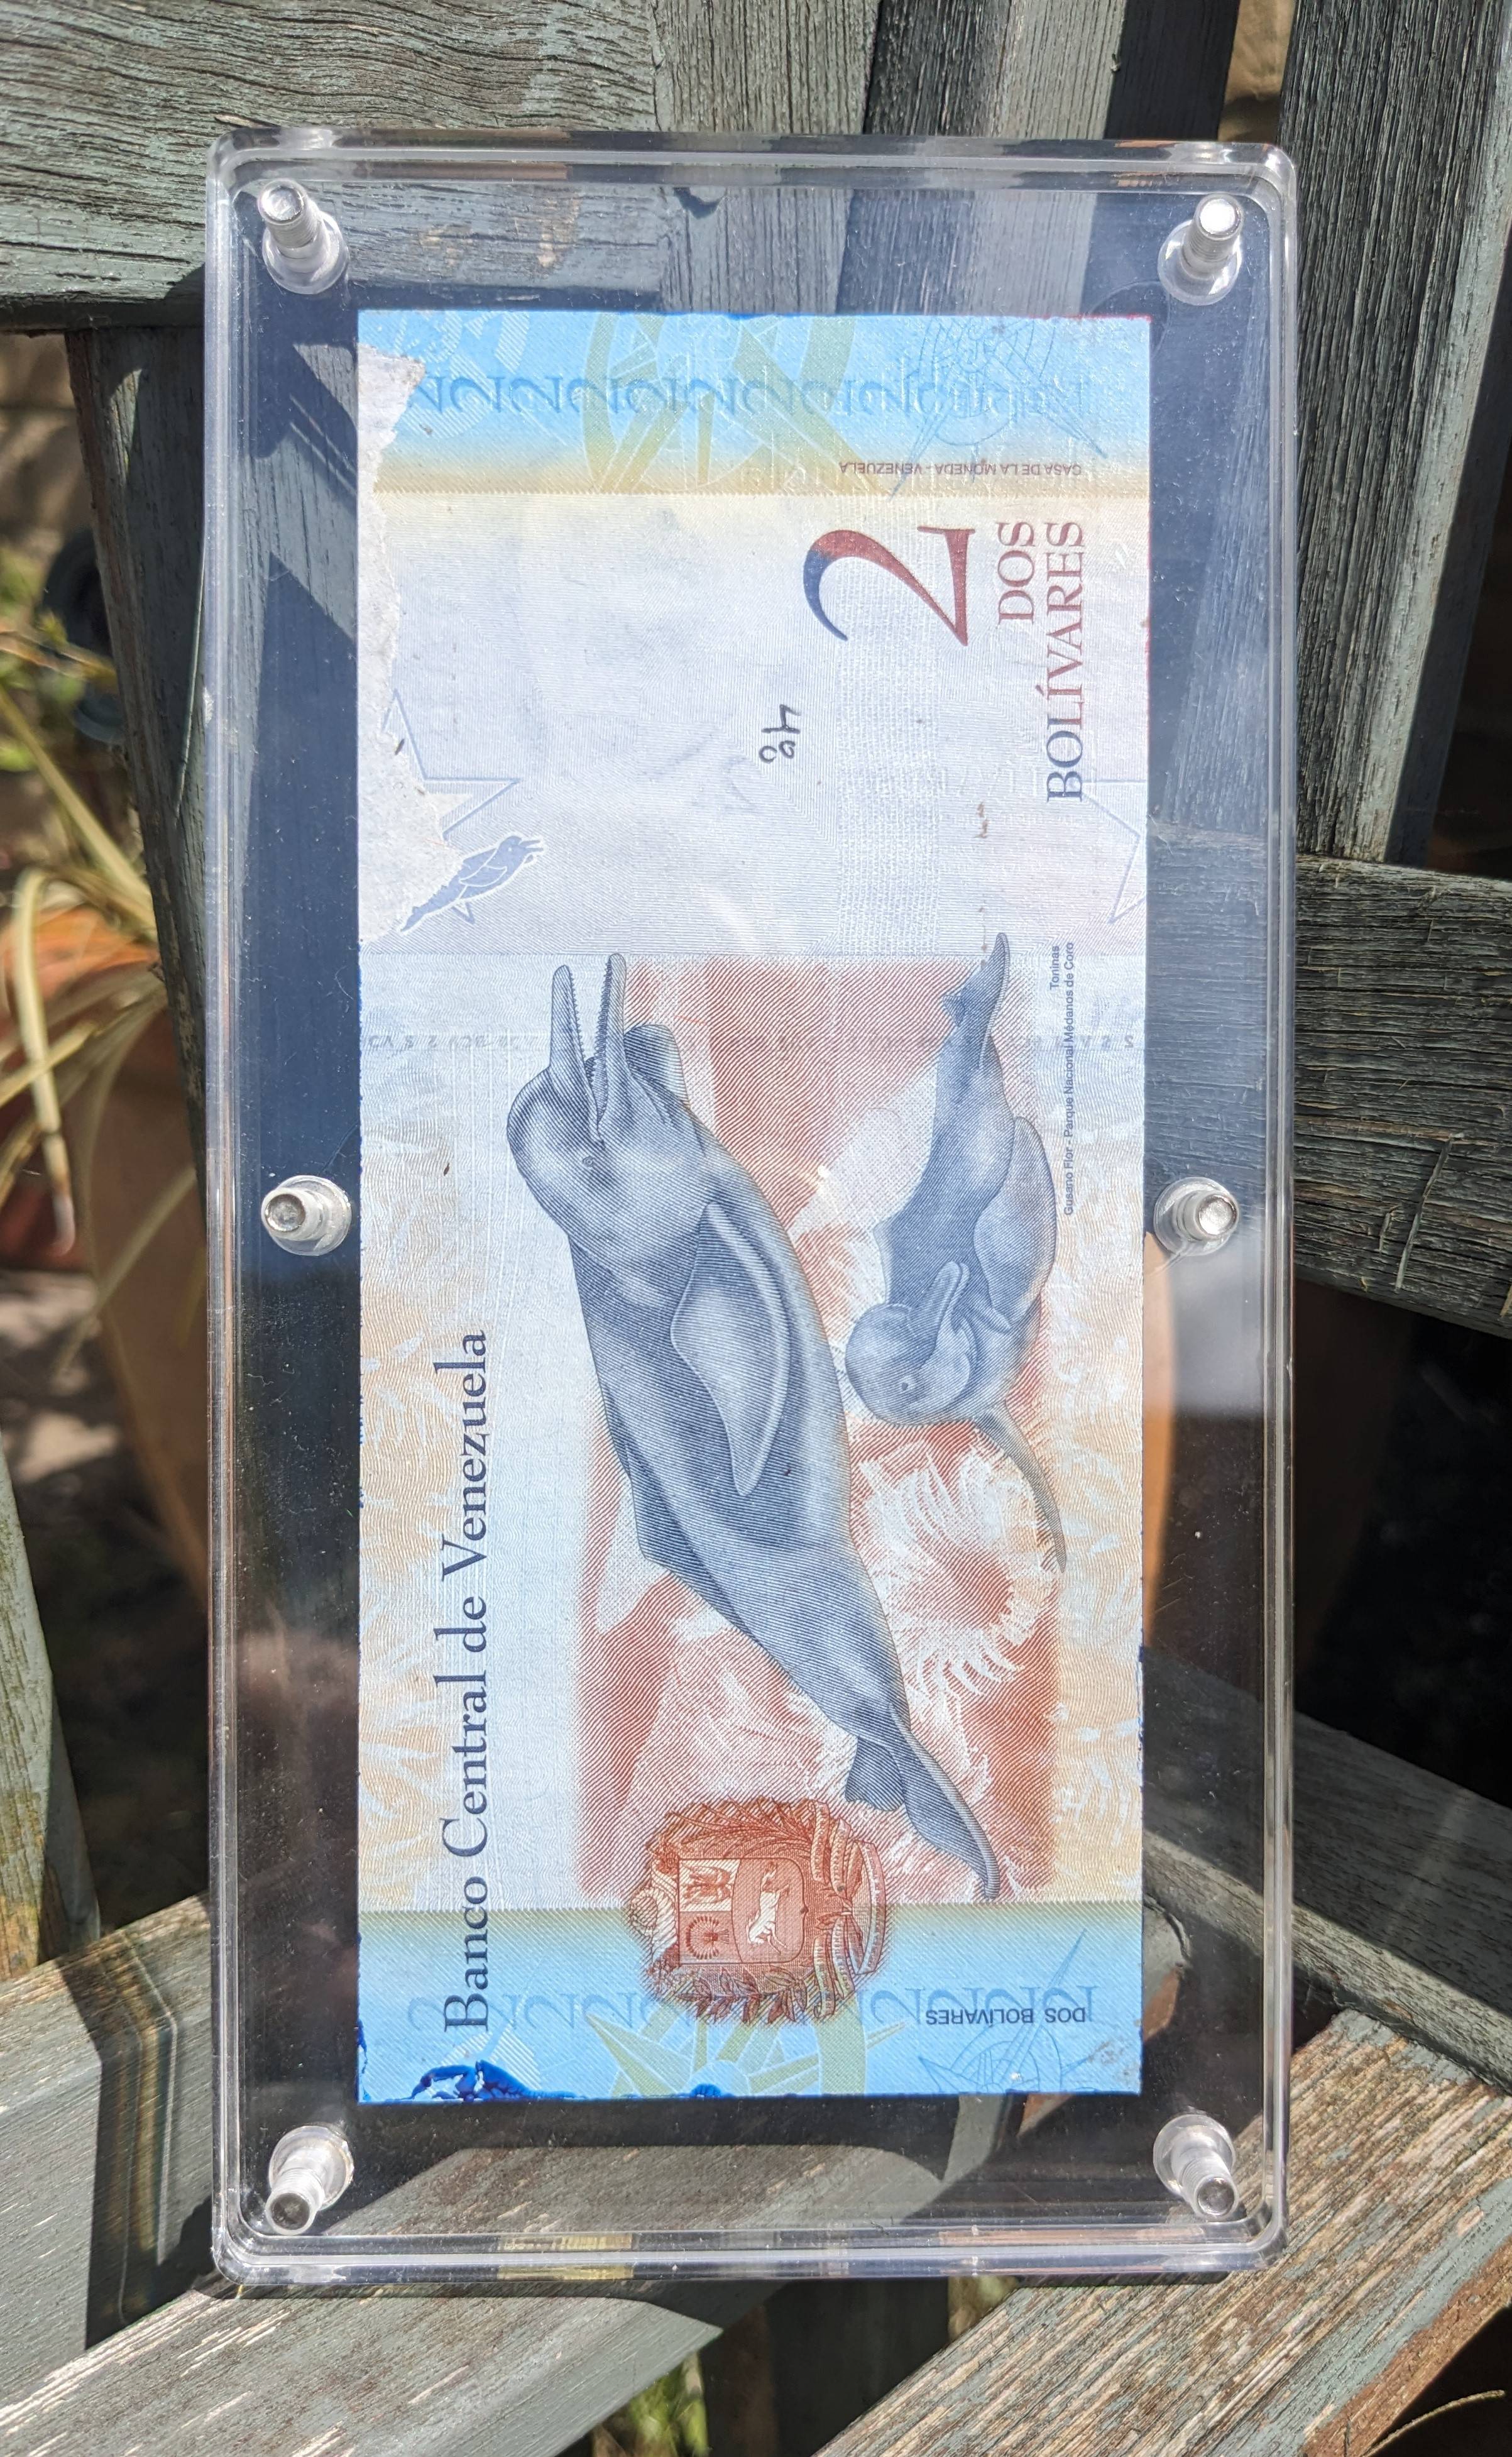 Banco Central de Venezuela
2
DOS
BOLÍVARES
Toninas
Gusano Flor - Parque Nacional Médanos de Coro
CASA DE LA MONEDA - VENEZUELA
DOS BOLÍVARES